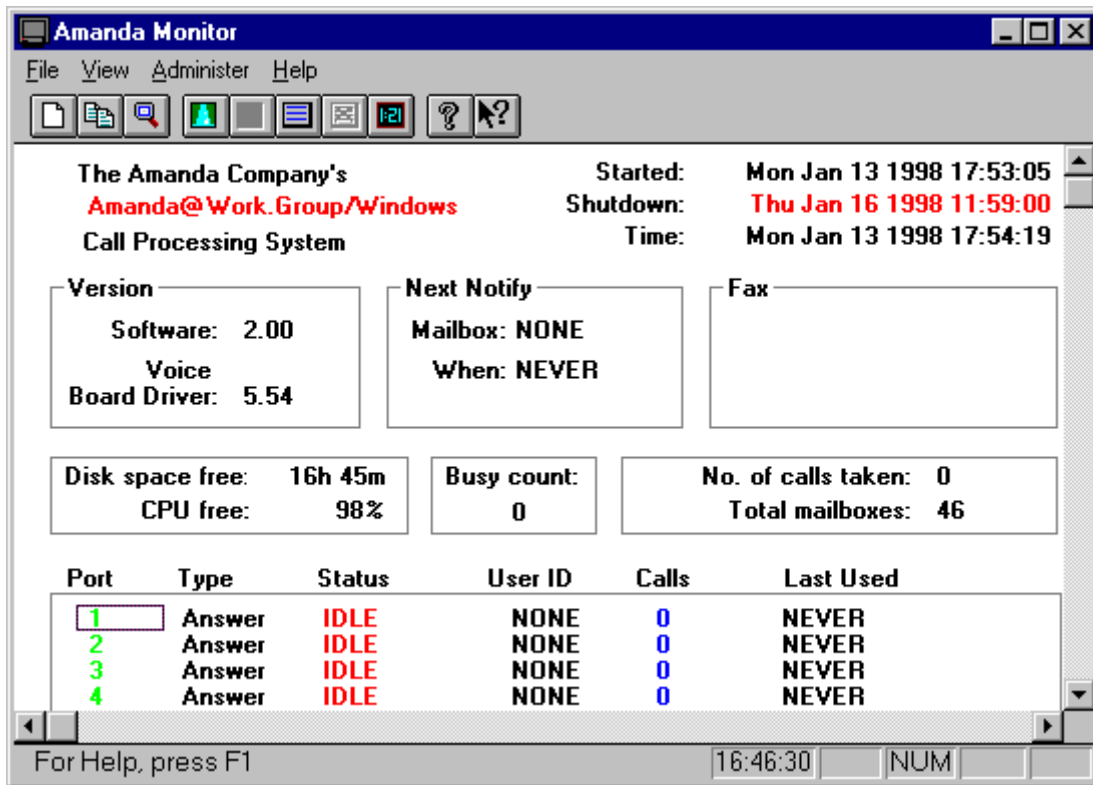 Amanda Monitor
File View Administer Help
1:21
The Amanda Company's
Amanda@Work.Group/Windows
Call Processing System
Started: Mon Jan 13 1998 17:53:05
Shutdown: Thu Jan 16 1998 11:59:00
Time: Mon Jan 13 1998 17:54:19
Version
Software: 2.00
Voice
Board Driver: 5.54
Next Notify
Mailbox: NONE
When: NEVER
Fax
Disk space free: 16h 45m
CPU free: 98%
Busy count:
0
No. of calls taken: 0
Total mailboxes: 46
Port Type Status User ID Calls Last Used
1 Answer IDLE NONE 0 NEVER
2 Answer IDLE NONE 0 NEVER
3 Answer IDLE NONE 0 NEVER
4 Answer IDLE NONE 0 NEVER
For Help, press F1 16:46:30 NUM